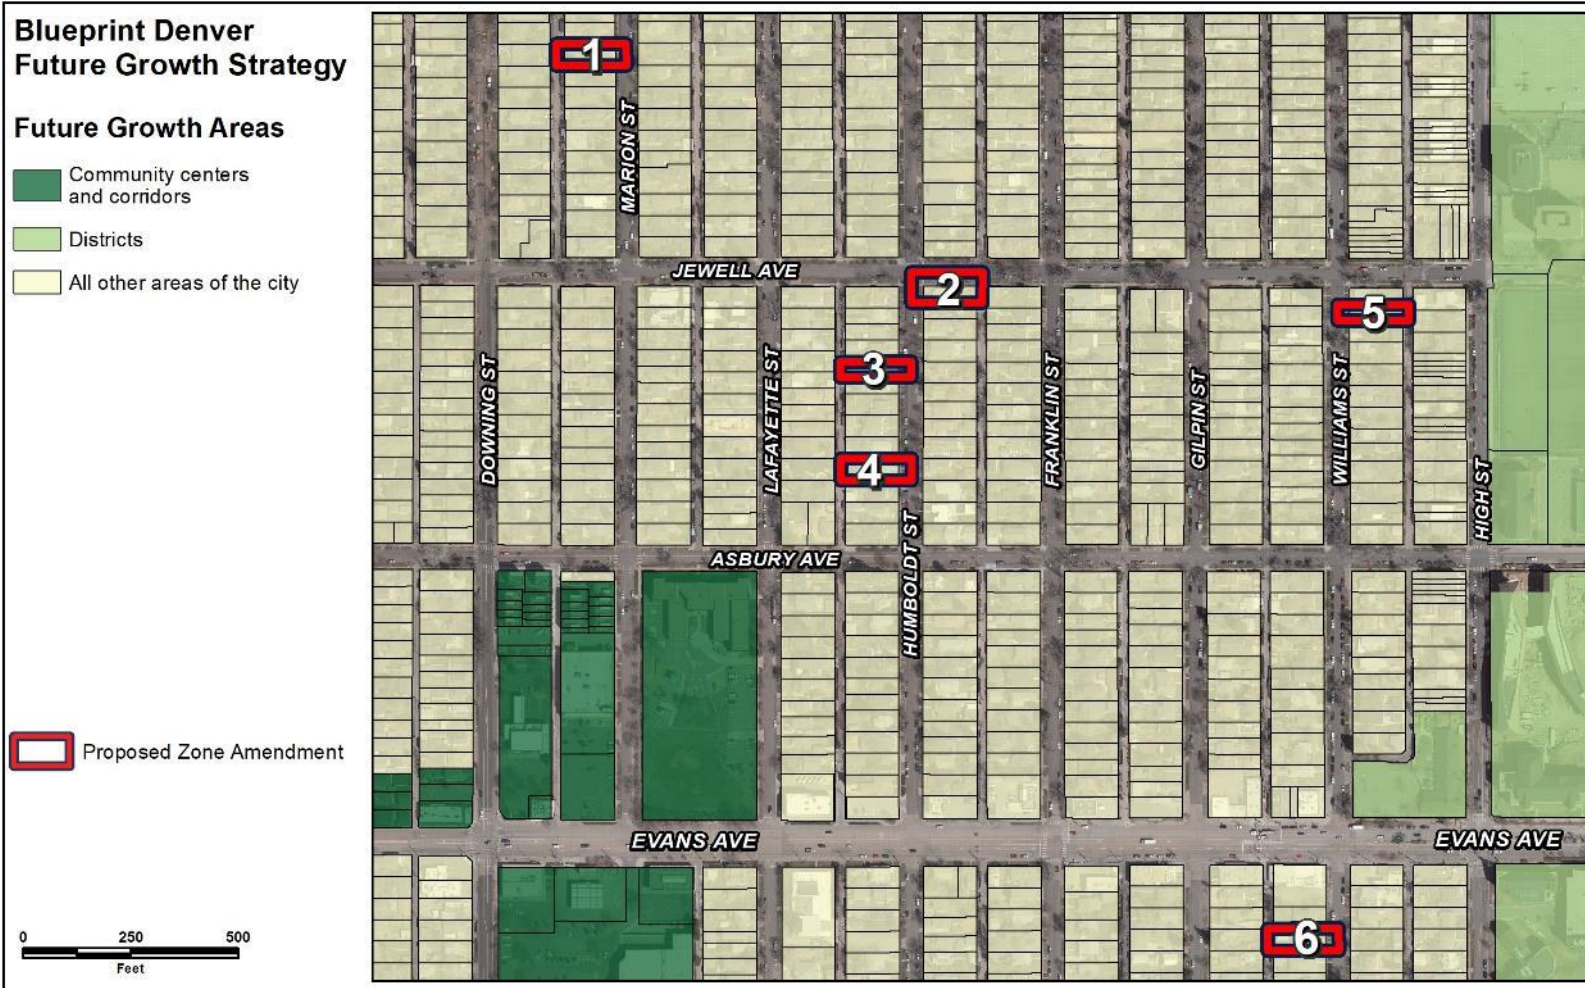 Blueprint Denver
Future Growth Strategy
Future Growth Areas
Community centers
and corridors
Districts
All other areas of the city
Proposed Zone Amendment
0 250 500
Feet
1
MARION ST
JEWELL AVE
2
5
3
DOWNING ST
LAFAYETTE ST
FRANKLIN ST
GILPIN ST
WILLIAMS ST
4
HIGH ST
HUMBOLDT ST
ASBURY AVE
EVANS AVE
EVANS AVE
6